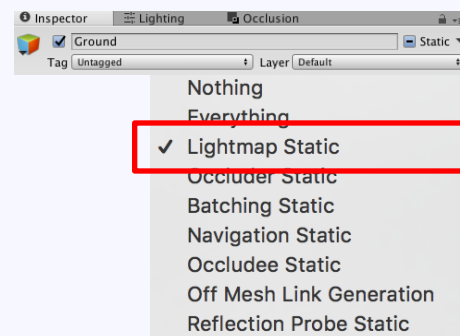 Inspector Lighting Occlusion
Ground Static
Tag Untagged Layer Default
Nothing
Everything
✓ Lightmap Static
Occluder Static
Batching Static
Navigation Static
Occludee Static
Off Mesh Link Generation
Reflection Probe Static